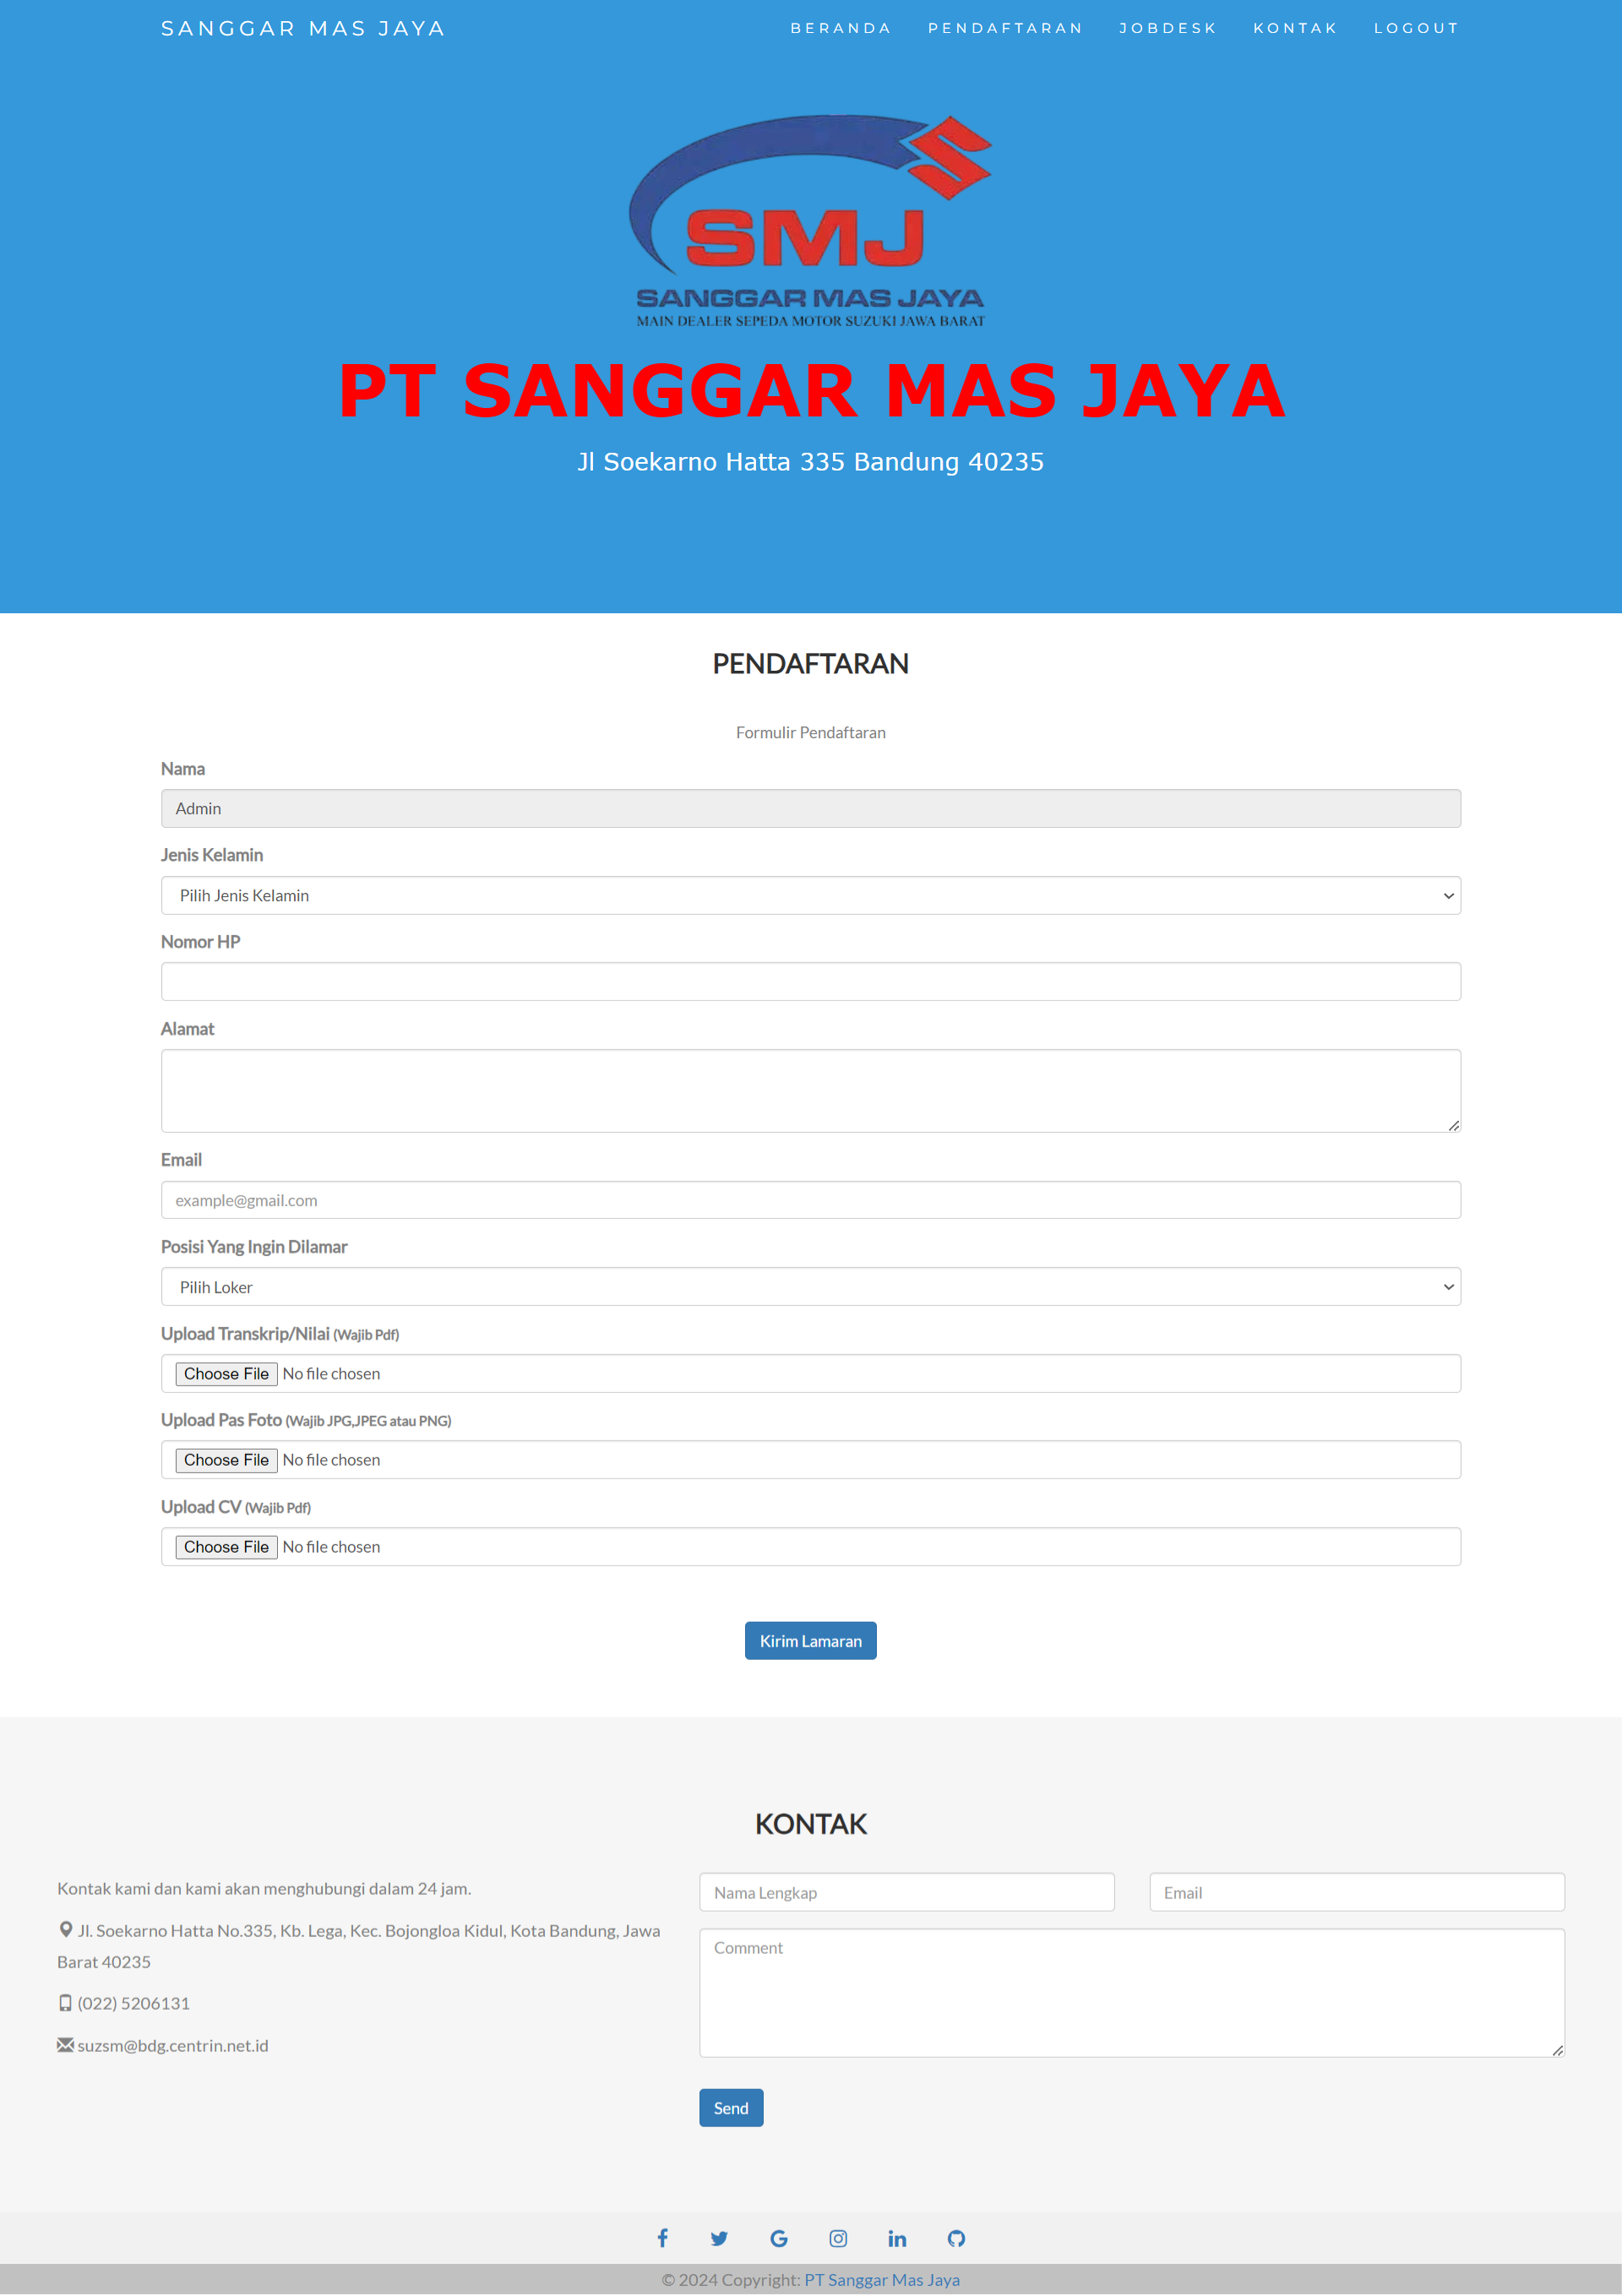 SANGGAR MAS JAYA
BERANDA PENDAFTARAN JOBDESK KONTAK LOGOUT
SMJ
SANGGAR MAS JAYA
MAIN DEALER SEPEDA MOTOR SUZUKI JAWA BARAT
PT SANGGAR MAS JAYA
Jl Soekarno Hatta 335 Bandung 40235
PENDAFTARAN
Formulir Pendaftaran
Nama
Admin
Jenis Kelamin
Pilih Jenis Kelamin
Nomor HP
Alamat
Email
example@gmail.com
Posisi Yang Ingin Dilamar
Pilih Loker
Upload Transkrip/Nilai (Wajib Pdf)
Choose File No file chosen
Upload Pas Foto (Wajib JPG,JPEG atau PNG)
Choose File No file chosen
Upload CV (Wajib Pdf)
Choose File No file chosen
Kirim Lamaran
KONTAK
Kontak kami dan kami akan menghubungi dalam 24 jam.
Jl. Soekarno Hatta No.335, Kb. Lega, Kec. Bojongloa Kidul, Kota Bandung, Jawa
Barat 40235
(022) 5206131
suzsm@bdg.centrin.net.id
Nama Lengkap
Email
Comment
Send
© 2024 Copyright: PT Sanggar Mas Jaya